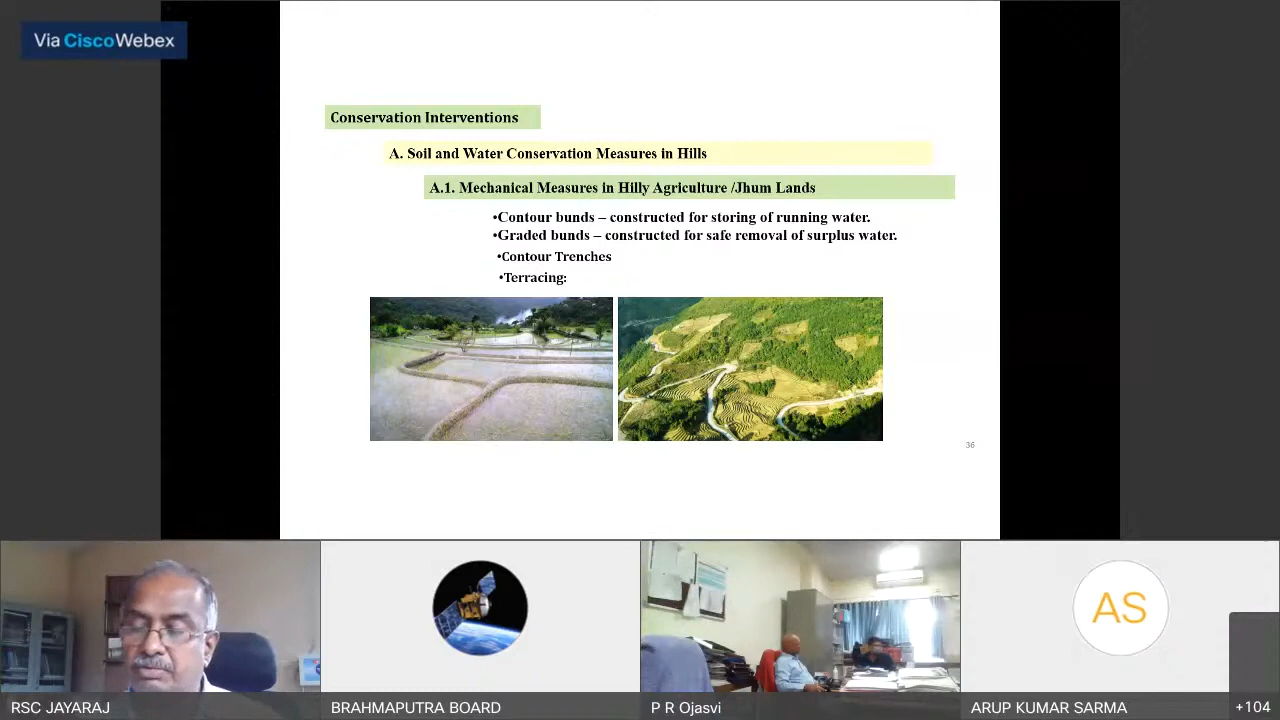 Via CiscoWebex
Conservation Interventions
A. Soil and Water Conservation Measures in Hills
A.1. Mechanical Measures in Hilly Agriculture /Jhum Lands
•Contour bunds – constructed for storing of running water.
•Graded bunds – constructed for safe removal of surplus water.
•Contour Trenches
•Terracing:
36
AS
RSC JAYARAJ
BRAHMAPUTRA BOARD
P R Ojasvi
ARUP KUMAR SARMA
+104